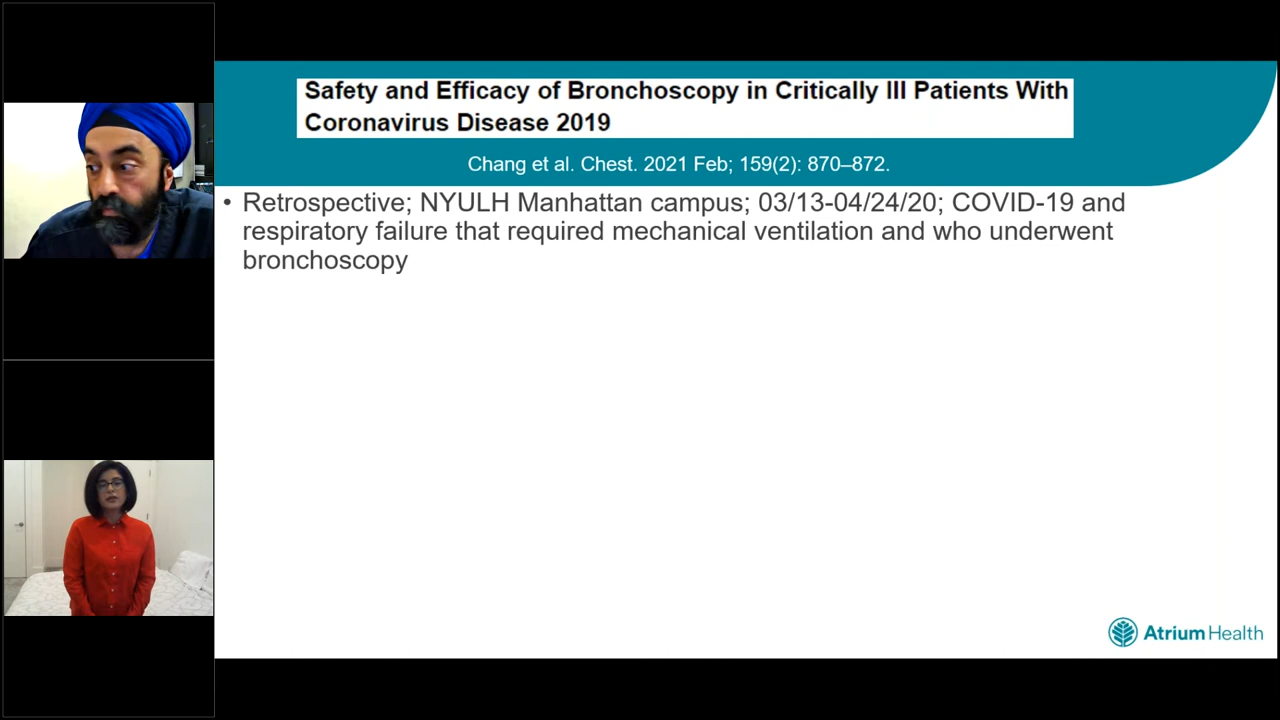 Safety and Efficacy of Bronchoscopy in Critically Ill Patients With
Coronavirus Disease 2019
Chang et al. Chest. 2021 Feb; 159(2): 870–872.
• Retrospective; NYULH Manhattan campus; 03/13-04/24/20; COVID-19 and
respiratory failure that required mechanical ventilation and who underwent
bronchoscopy
Atrium Health